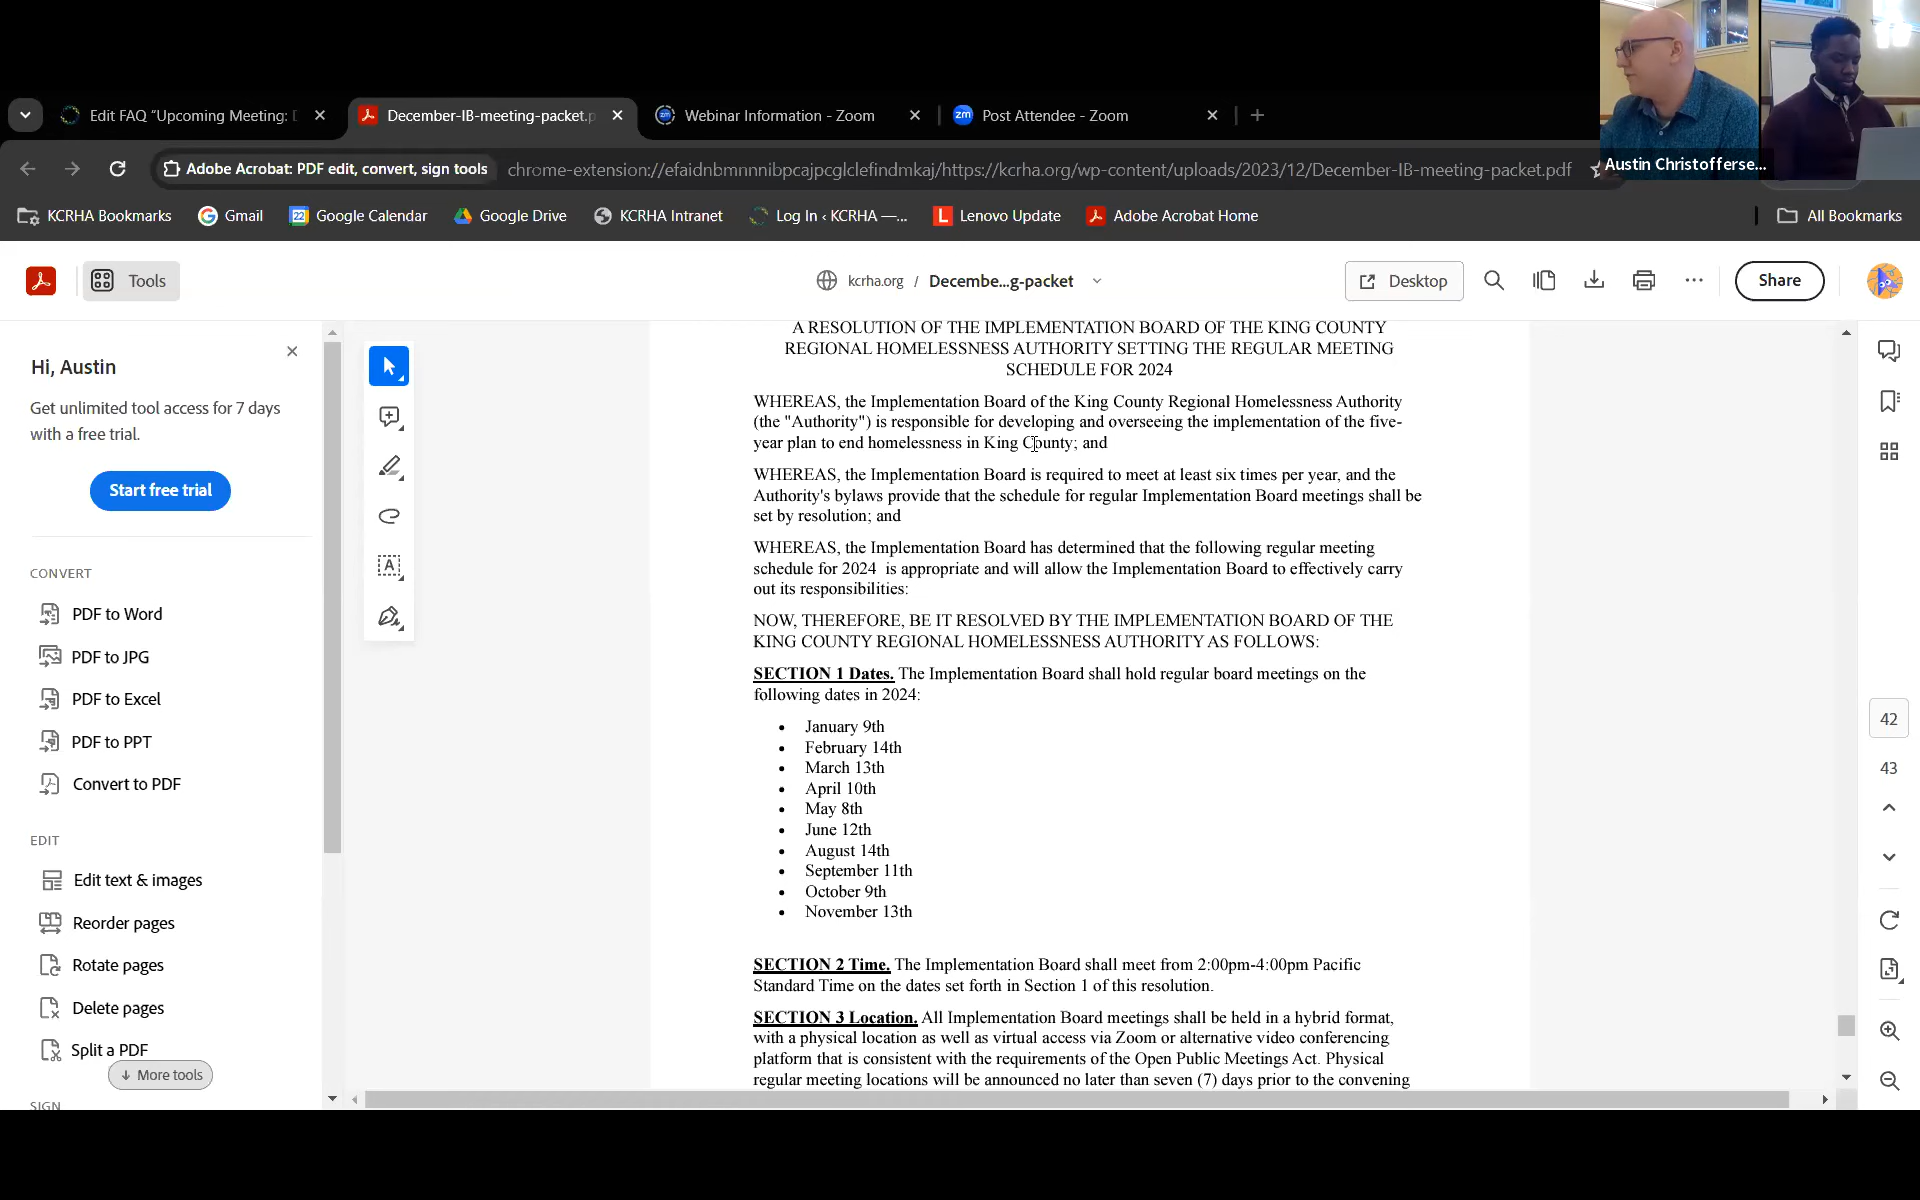 Edit FAQ “Upcoming Meeting: D
December-IB-meeting-packet.p
Webinar Information - Zoom
zm
Post Attendee - Zoom
Adobe Acrobat: PDF edit, convert, sign tools
chrome-extension://efaidnbmnnnibpcajpcglclefindmkaj/https://kcrha.org/wp-content/uploads/2023/12/December-IB-meeting-packet.pdf
Austin Christofferse...
KCRHA Bookmarks
Gmail
22
Google Calendar
Google Drive
KCRHA Intranet
Log In ‹ KCRHA —...
L
Lenovo Update
Adobe Acrobat Home
All Bookmarks
Tools
kcrha.org / Decembe...g-packet
Desktop
Share
Hi, Austin
Get unlimited tool access for 7 days
with a free trial.
Start free trial
CONVERT
PDF to Word
PDF to JPG
PDF to Excel
PDF to PPT
Convert to PDF
EDIT
Edit text & images
Reorder pages
Rotate pages
Delete pages
Split a PDF
More tools
SIGN
A
A RESOLUTION OF THE IMPLEMENTATION BOARD OF THE KING COUNTY
REGIONAL HOMELESSNESS AUTHORITY SETTING THE REGULAR MEETING
SCHEDULE FOR 2024
WHEREAS, the Implementation Board of the King County Regional Homelessness Authority
(the "Authority") is responsible for developing and overseeing the implementation of the five-
year plan to end homelessness in King County; and
WHEREAS, the Implementation Board is required to meet at least six times per year, and the
Authority's bylaws provide that the schedule for regular Implementation Board meetings shall be
set by resolution; and
WHEREAS, the Implementation Board has determined that the following regular meeting
schedule for 2024  is appropriate and will allow the Implementation Board to effectively carry
out its responsibilities:
NOW, THEREFORE, BE IT RESOLVED BY THE IMPLEMENTATION BOARD OF THE
KING COUNTY REGIONAL HOMELESSNESS AUTHORITY AS FOLLOWS:
SECTION 1 Dates. The Implementation Board shall hold regular board meetings on the
following dates in 2024:
• January 9th
• February 14th
• March 13th
• April 10th
• May 8th
• June 12th
• August 14th
• September 11th
• October 9th
• November 13th
SECTION 2 Time. The Implementation Board shall meet from 2:00pm-4:00pm Pacific
Standard Time on the dates set forth in Section 1 of this resolution.
SECTION 3 Location. All Implementation Board meetings shall be held in a hybrid format,
with a physical location as well as virtual access via Zoom or alternative video conferencing
platform that is consistent with the requirements of the Open Public Meetings Act. Physical
regular meeting locations will be announced no later than seven (7) days prior to the convening
42
43